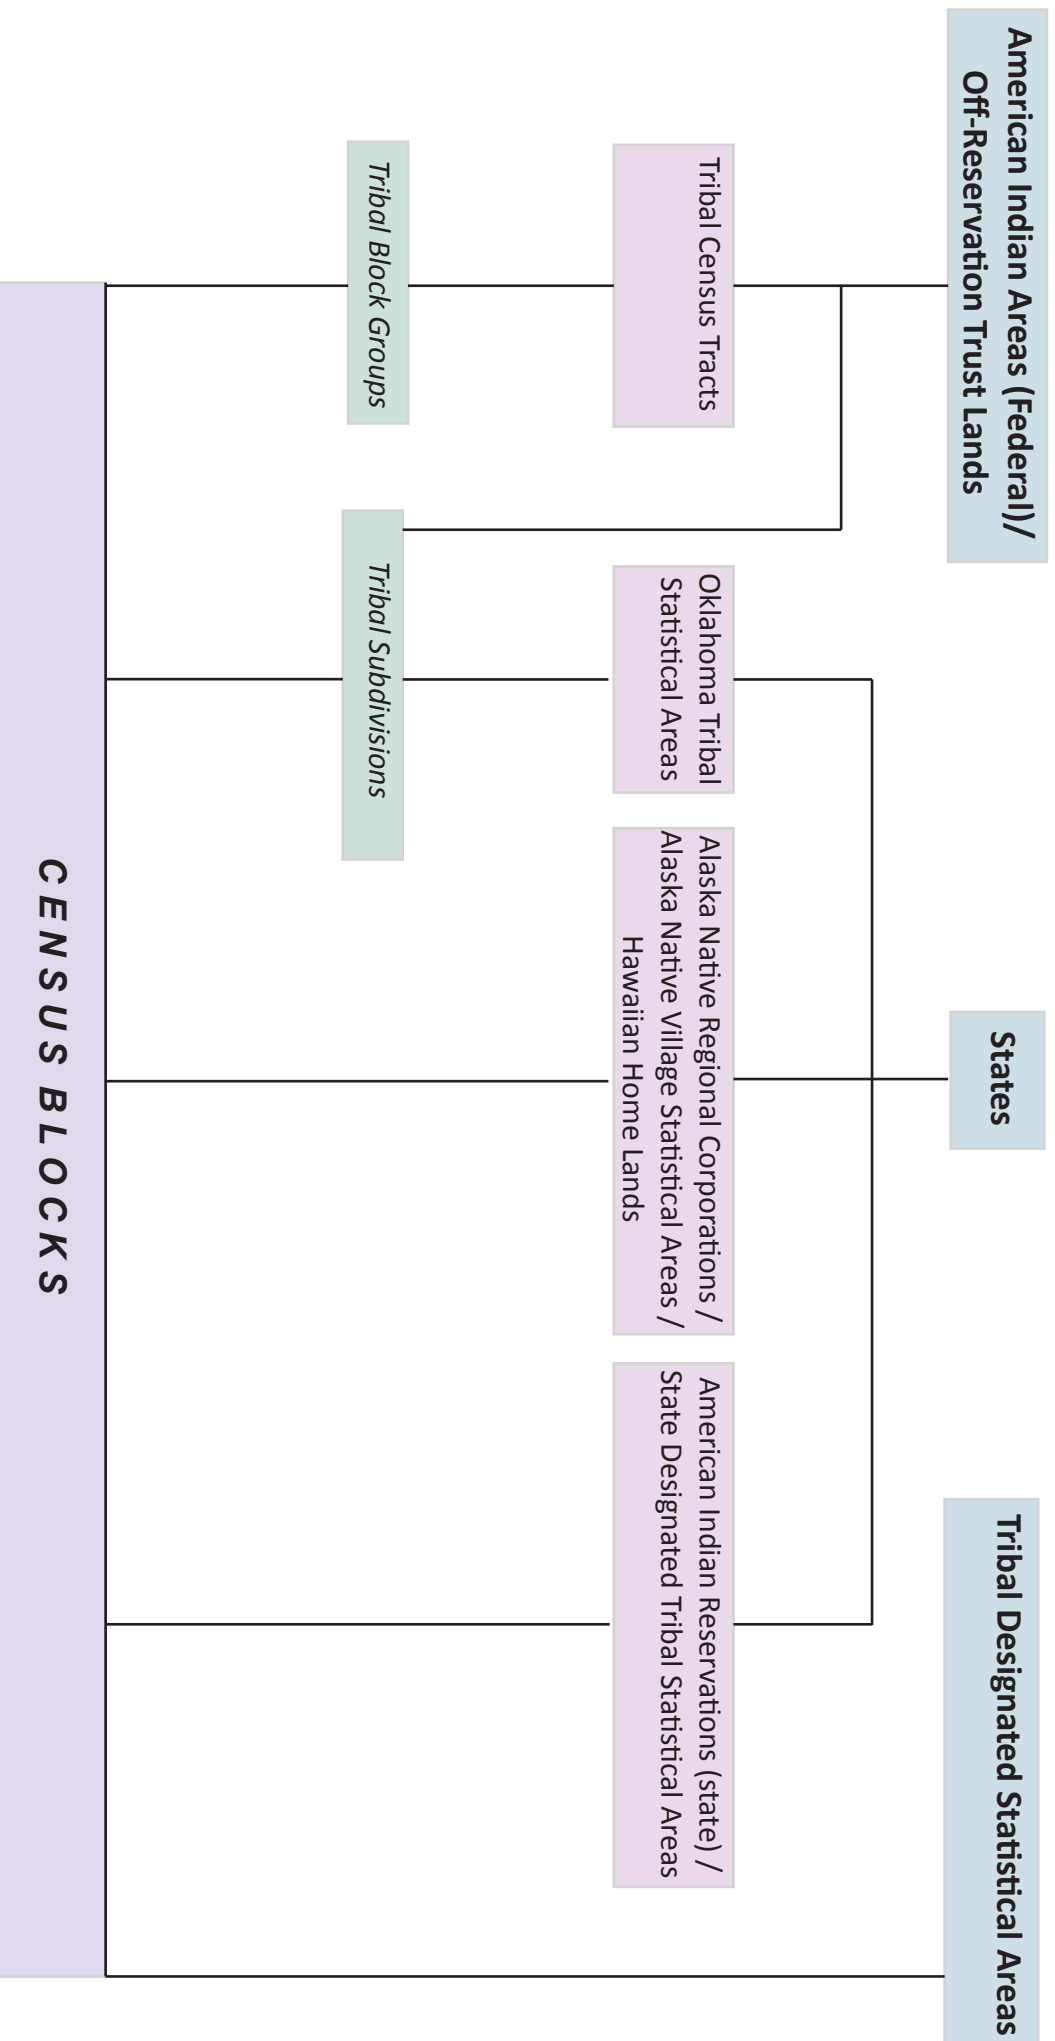 American Indian Areas (Federal)/
Off-Reservation Trust Lands
States
Tribal Designated Statistical Areas
Tribal Census Tracts
Oklahoma Tribal
Statistical Areas
Alaska Native Regional Corporations /
Alaska Native Village Statistical Areas /
Hawaiian Home Lands
American Indian Reservations (state) /
State Designated Tribal Statistical Areas
Tribal Block Groups
Tribal Subdivisions
CENSUS BLOCKS